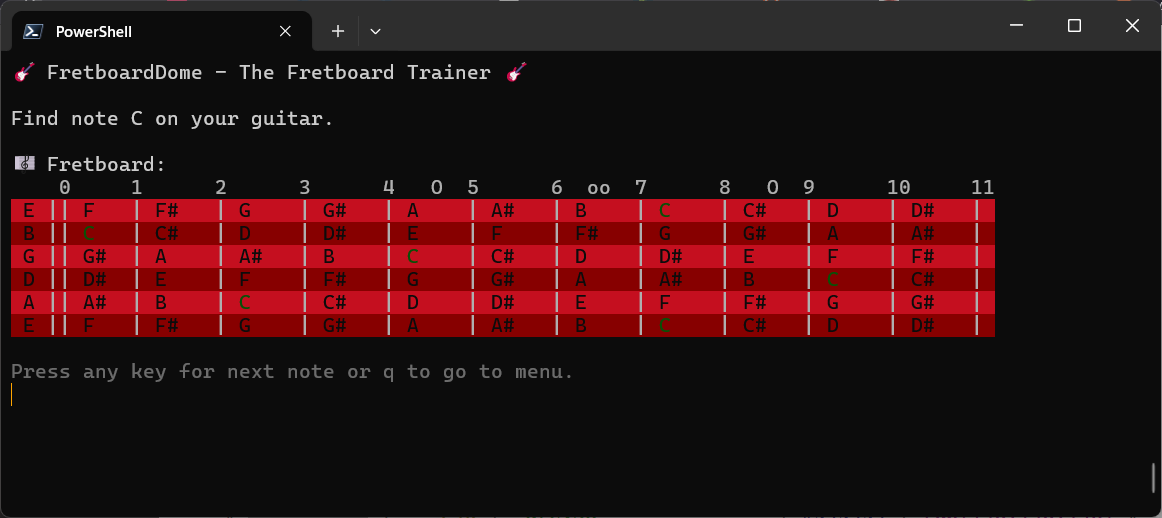 PowerShell
🎸 FretboardDome - The Fretboard Trainer 🎸
Find note C on your guitar.
🎼 Fretboard:
0 1 2 3 4 O 5 6 oo 7 8 O 9 10 11
E || F | F# | G | G# | A | A# | B | C | C# | D | D# |
B || C | C# | D | D# | E | F | F# | G | G# | A | A# |
G || G# | A | A# | B | C | C# | D | D# | E | F | F# |
D || D# | E | F | F# | G | G# | A | A# | B | C | C# |
A || A# | B | C | C# | D | D# | E | F | F# | G | G# |
E || F | F# | G | G# | A | A# | B | C | C# | D | D# |
Press any key for next note or q to go to menu.